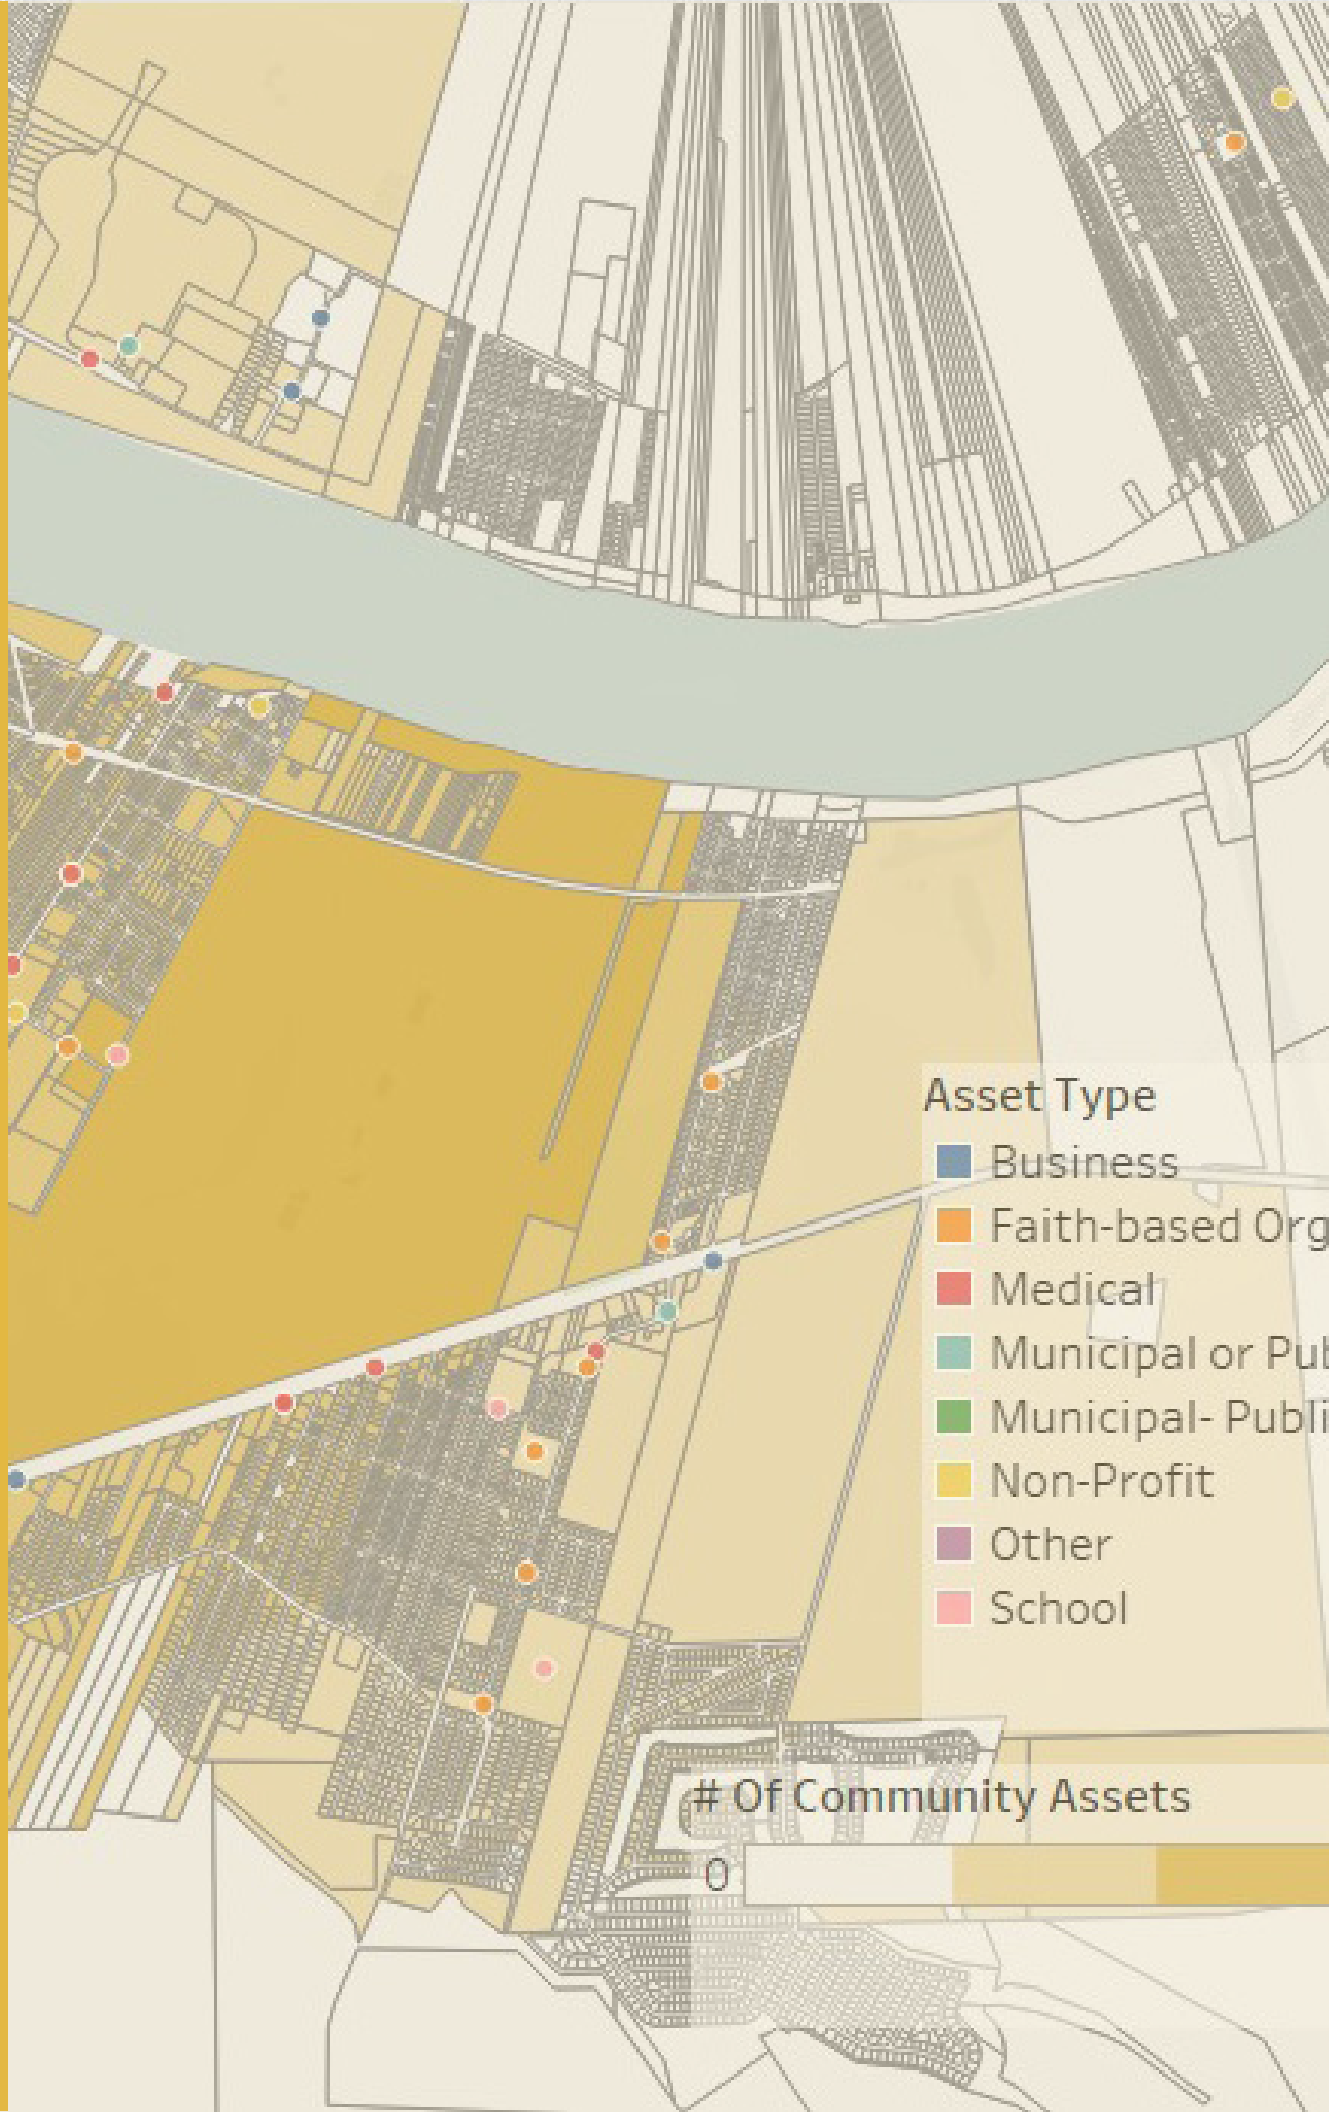 Asset Type
Business
Faith-based Org
Medical
Municipal or Pub
Municipal- Publi
Non-Profit
Other
School
# Of Community Assets
0